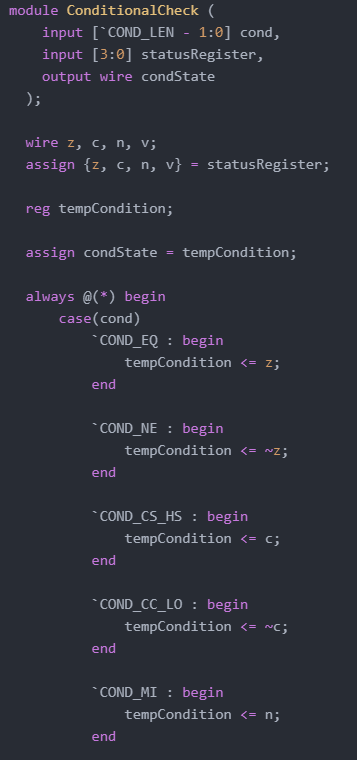 module ConditionalCheck (
    input [`COND_LEN - 1:0] cond,
    input [3:0] statusRegister,
    output wire condState
  );

  wire z, c, n, v;
  assign {z, c, n, v} = statusRegister;

  reg tempCondition;

  assign condState = tempCondition;

  always @(*) begin
      case(cond)
          `COND_EQ : begin
              tempCondition <= z;
          end

          `COND_NE : begin
              tempCondition <= ~z;
          end

          `COND_CS_HS : begin
              tempCondition <= c;
          end

          `COND_CC_LO : begin
              tempCondition <= ~c;
          end

          `COND_MI : begin
              tempCondition <= n;
          end